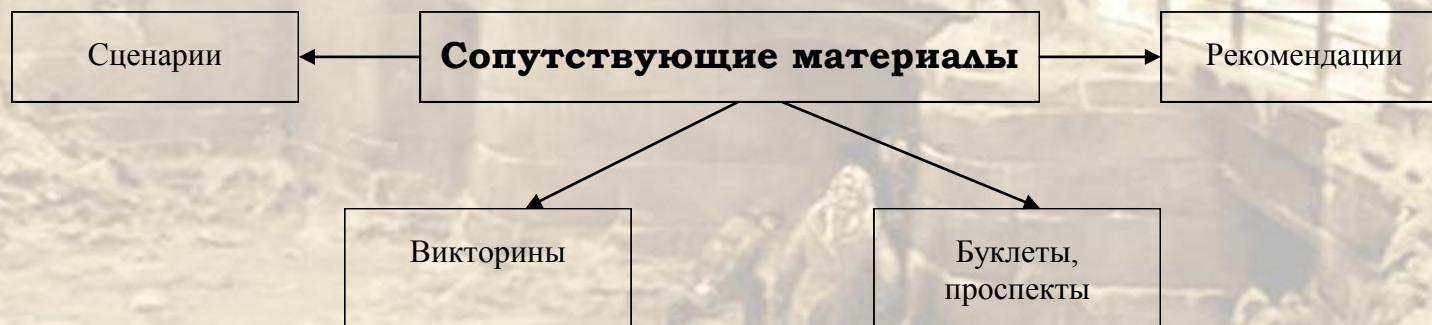 Сценарии
Сопутствующие материалы
Рекомендации
Викторины
Буклеты,
проспекты